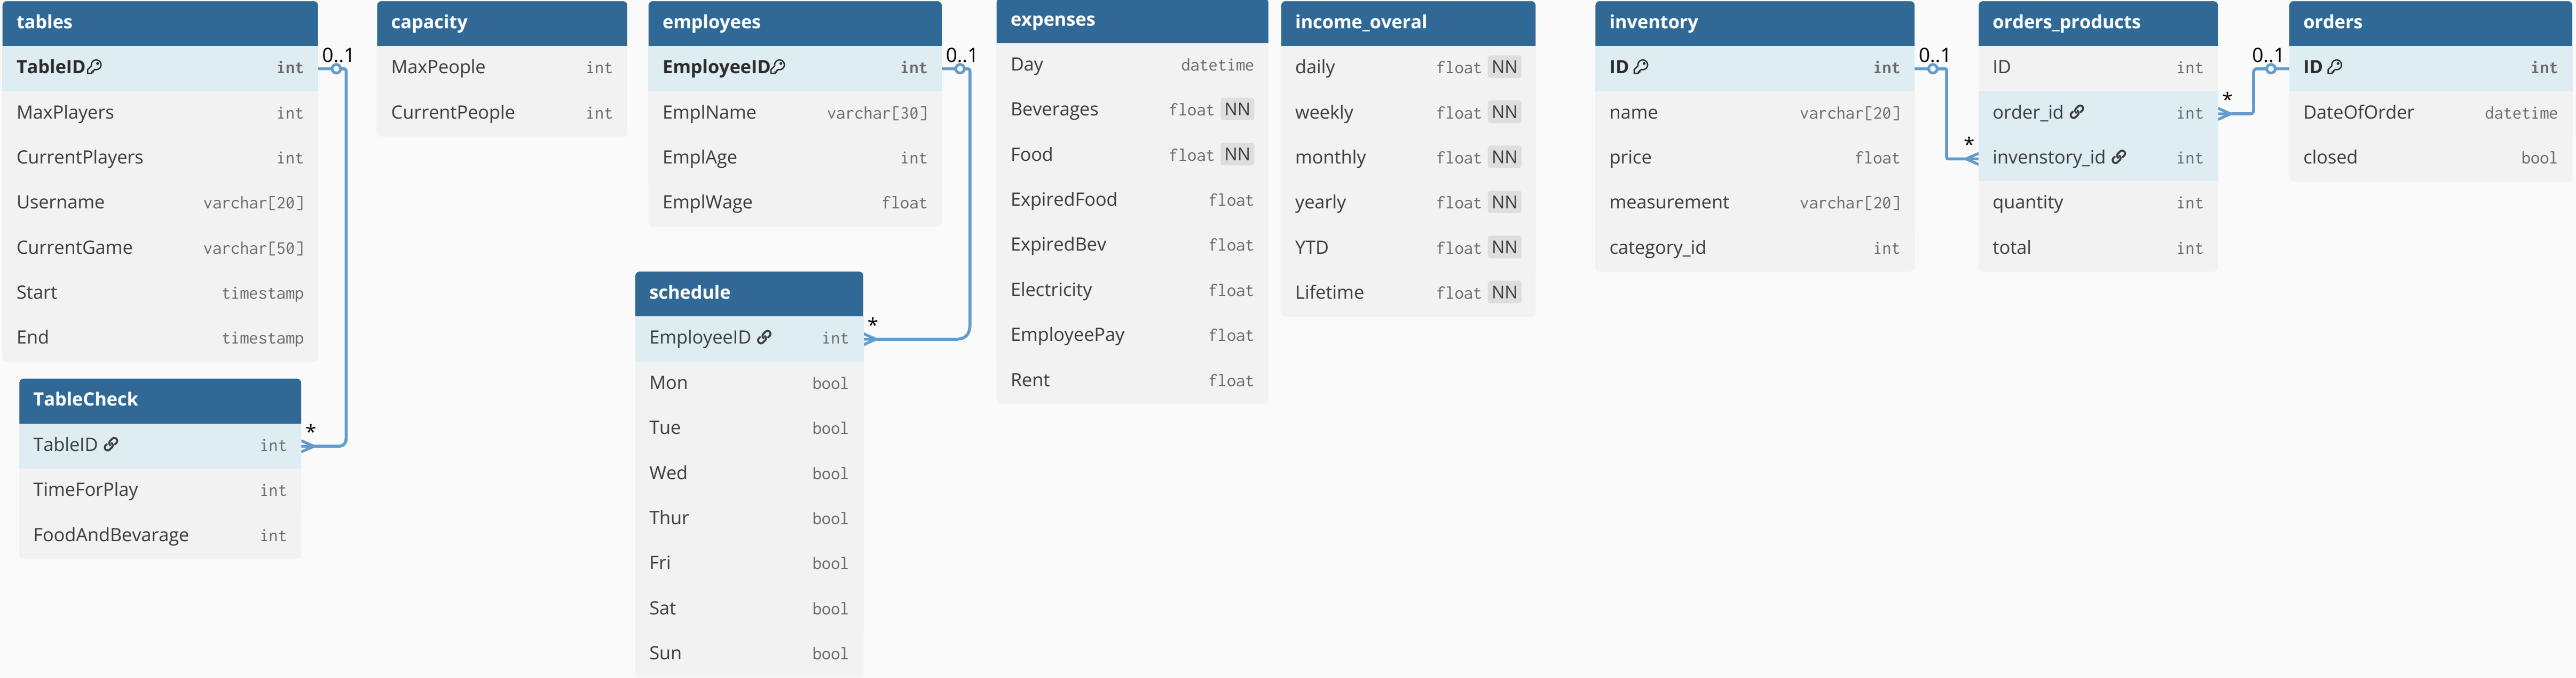 tables
TableID int
MaxPlayers int
CurrentPlayers int
Username varchar[20]
CurrentGame varchar[50]
Start timestamp
End timestamp
0..1
*
TableCheck
TableID int
TimeForPlay int
FoodAndBevarage int
capacity
MaxPeople int
CurrentPeople int
employees
EmployeeID int
EmplName varchar[30]
EmplAge int
EmplWage float
0..1
*
schedule
EmployeeID int
Mon bool
Tue bool
Wed bool
Thur bool
Fri bool
Sat bool
Sun bool
expenses
Day datetime
Beverages float NN
Food float NN
ExpiredFood float
ExpiredBev float
Electricity float
EmployeePay float
Rent float
income_overal
daily float NN
weekly float NN
monthly float NN
yearly float NN
YTD float NN
Lifetime float NN
inventory
ID int
name varchar[20]
price float
measurement varchar[20]
category_id int
0..1
*
orders_products
ID int
order_id int
invenstory_id int
quantity int
total int
*
0..1
orders
ID int
DateOfOrder datetime
closed bool